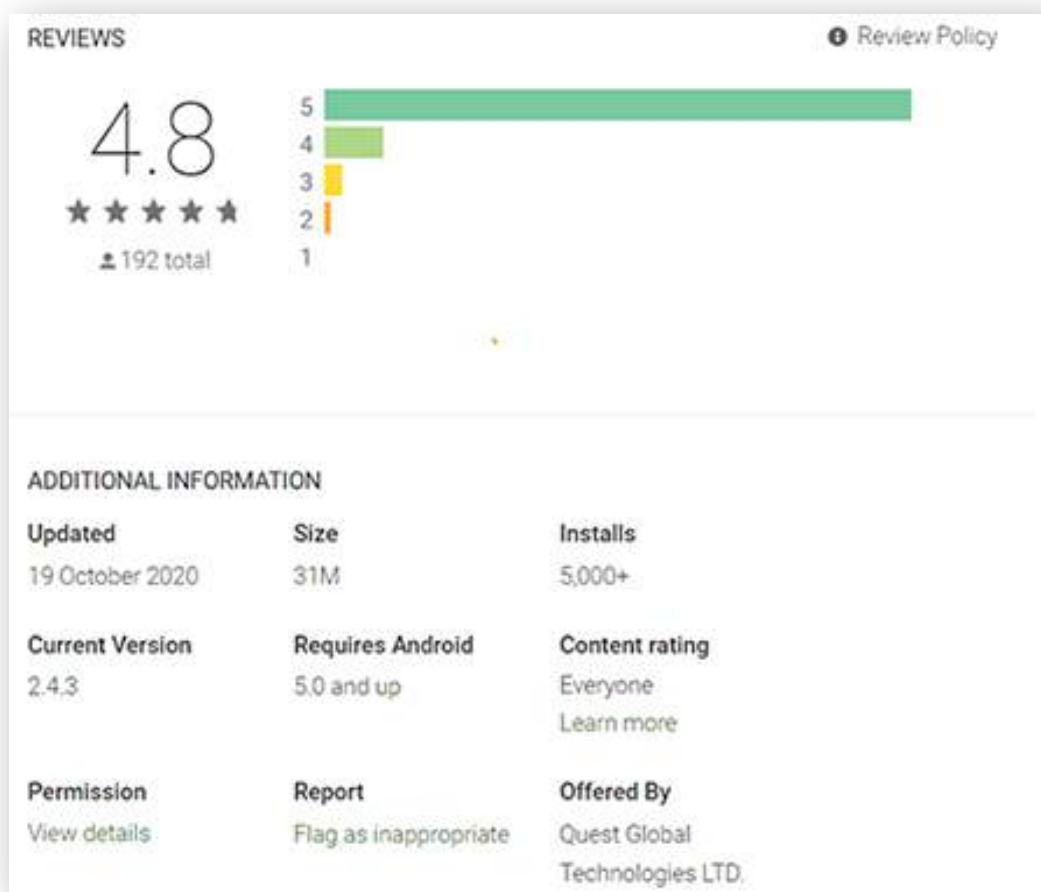 REVIEWS
Review Policy
4.8
192 total
5
4
3
2
1
ADDITIONAL INFORMATION
Updated
19 October 2020
Size
31M
Installs
5,000+
Current Version
2.4.3
Requires Android
5.0 and up
Content rating
Everyone
Learn more
Permission
View details
Report
Flag as inappropriate
Offered By
Quest Global
Technologies LTD.